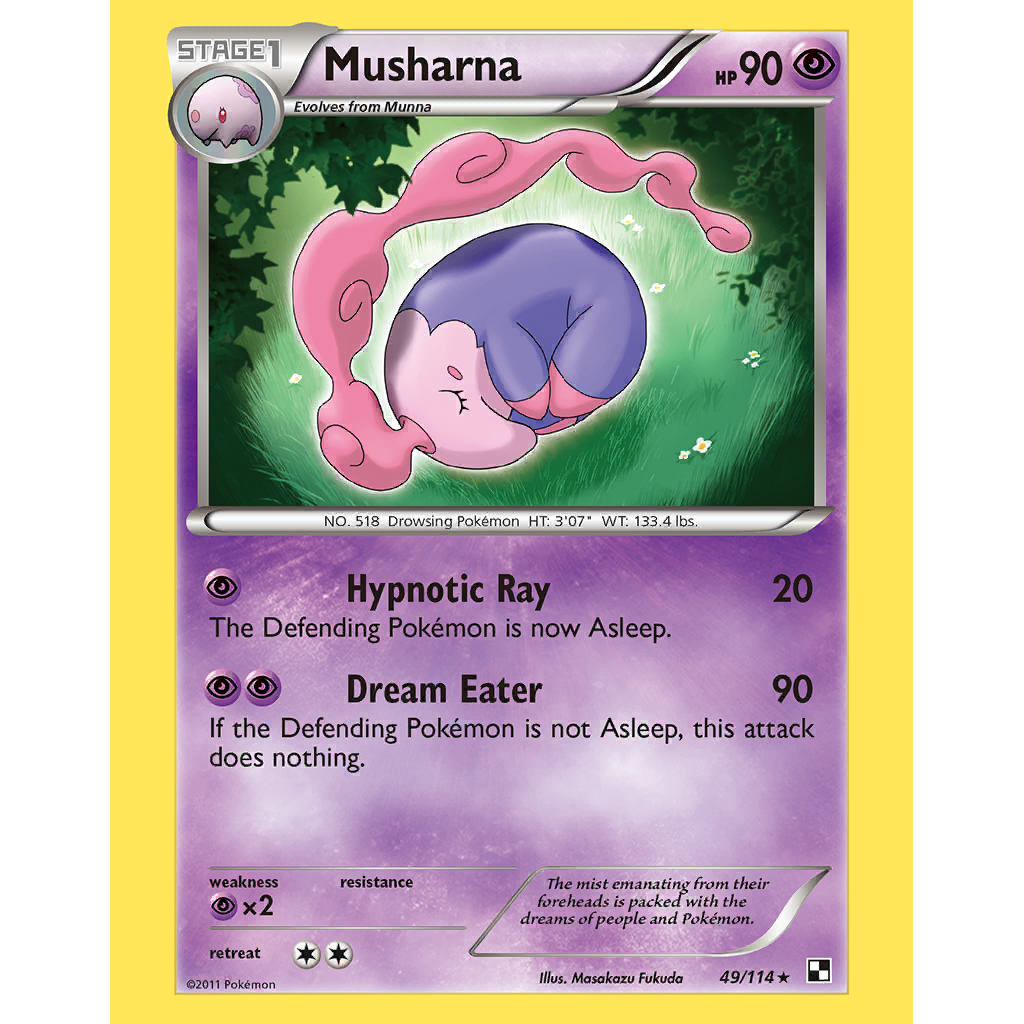 STAGE1
Musharna
HP 90
Evolves from Munna
NO. 518 Drowsing Pokémon HT: 3'07" WT: 133.4 lbs.
Hypnotic Ray 20
The Defending Pokémon is now Asleep.
Dream Eater 90
If the Defending Pokémon is not Asleep, this attack
does nothing.
weakness resistance
×2
retreat
The mist emanating from their
foreheads is packed with the
dreams of people and Pokémon.
©2011 Pokémon
Illus. Masakazu Fukuda 49/114 ★